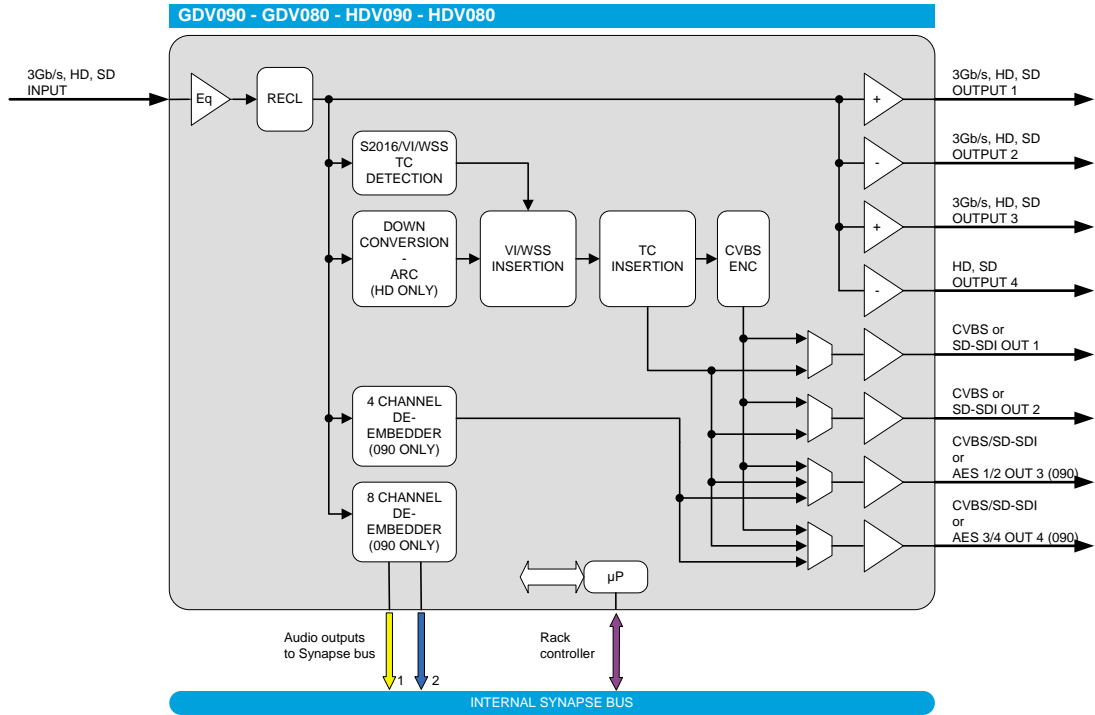 GDV090 - GDV080 - HDV090 - HDV080
3Gb/s, HD, SD
INPUT
Eq
RECL
+
3Gb/s, HD, SD
OUTPUT 1
S2016/VI/WSS
TC
DETECTION
-
3Gb/s, HD, SD
OUTPUT 2
DOWN
CONVERSION
-
ARC
(HD ONLY)
VI/WSS
INSERTION
TC
INSERTION
CVBS
ENC
+
3Gb/s, HD, SD
OUTPUT 3
-
HD, SD
OUTPUT 4
CVBS or
SD-SDI OUT 1
4 CHANNEL
DE-
EMBEDDER
(090 ONLY)
CVBS or
SD-SDI OUT 2
CVBS/SD-SDI
or
AES 1/2 OUT 3 (090)
8 CHANNEL
DE-
EMBEDDER
(090 ONLY)
CVBS/SD-SDI
or
AES 3/4 OUT 4 (090)
µP
Audio outputs
to Synapse bus
1
2
Rack
controller
INTERNAL SYNAPSE BUS